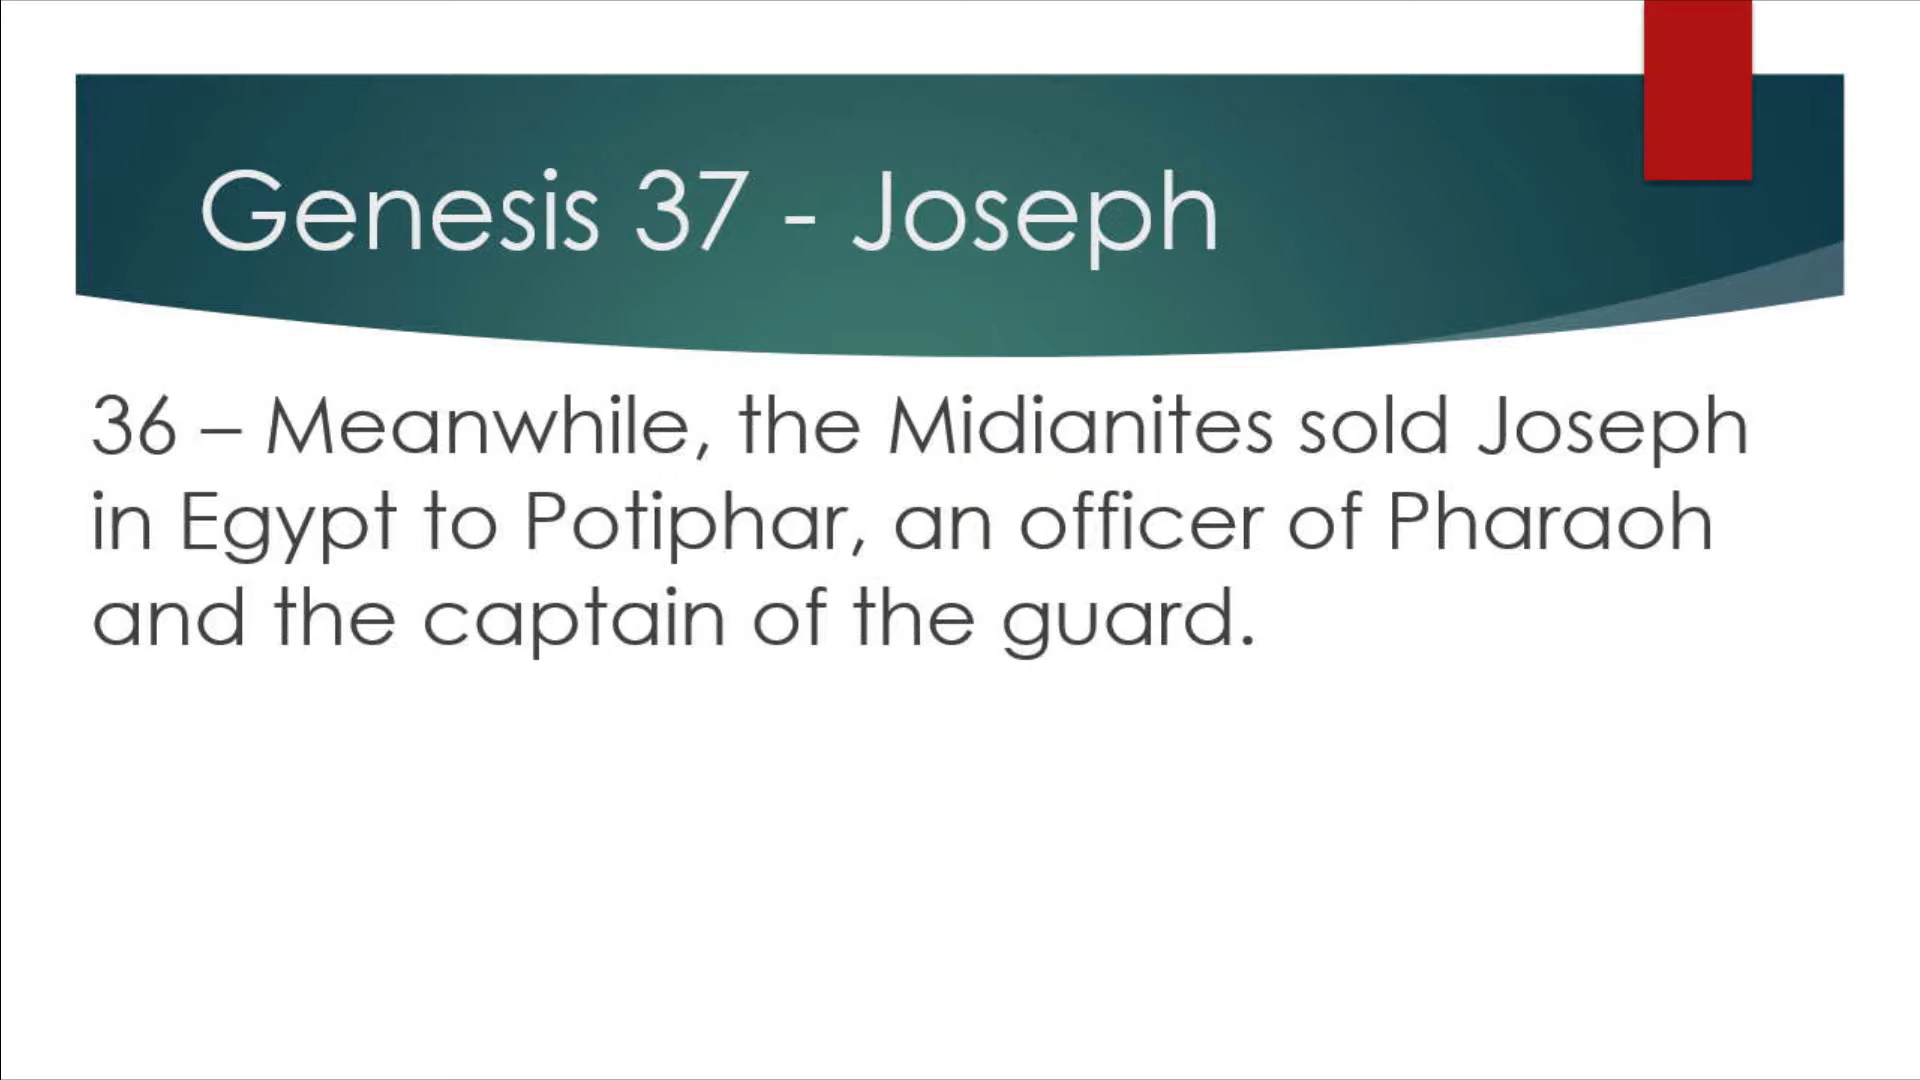 Genesis 37 - Joseph
36 – Meanwhile, the Midianites sold Joseph
in Egypt to Potiphar, an officer of Pharaoh
and the captain of the guard.